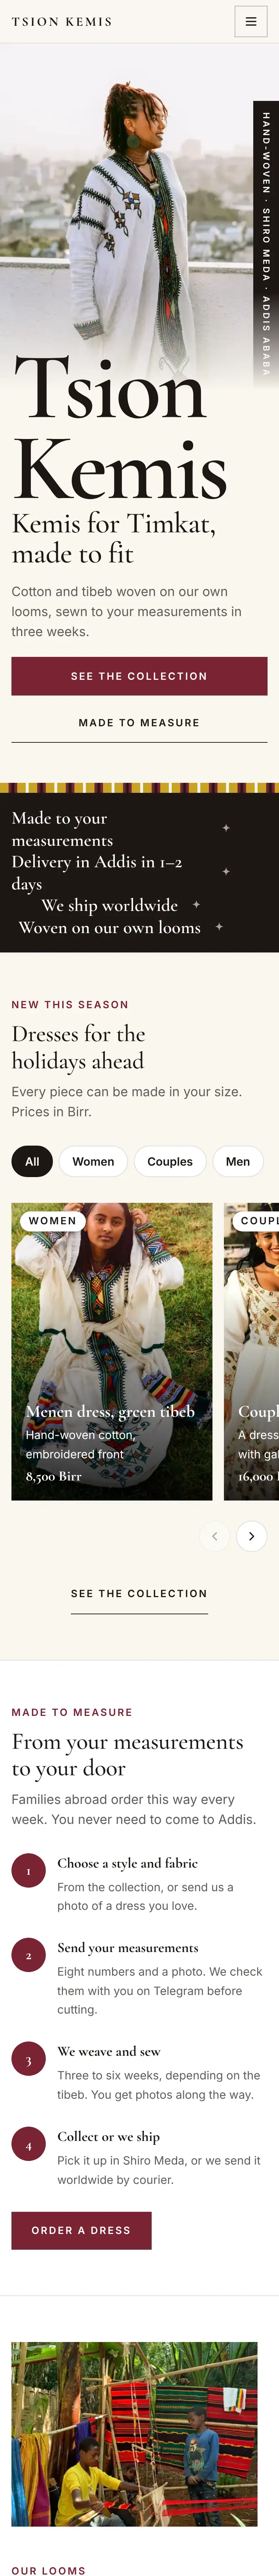 TSION KEMIS
HAND-WOVEN · SHIRO MEDA · ADDIS ABABA
Tsion
Kemis
Kemis for Timkat,
made to fit
Cotton and tibeb woven on our own
looms, sewn to your measurements in
three weeks.
SEE THE COLLECTION
MADE TO MEASURE
Made to your
measurements
Delivery in Addis in 1–2
days
We ship worldwide
Woven on our own looms
NEW THIS SEASON
Dresses for the
holidays ahead
Every piece can be made in your size.
Prices in Birr.
All
Women
Couples
Men
WOMEN
Menen dress, green tibeb
Hand-woven cotton,
embroidered front
8,500 Birr
A dress
16,000
SEE THE COLLECTION
MADE TO MEASURE
From your measurements
to your door
Families abroad order this way every
week. You never need to come to Addis.
1
Choose a style and fabric
From the collection, or send us a
photo of a dress you love.
2
Send your measurements
Eight numbers and a photo. We check
them with you on Telegram before
cutting.
3
We weave and sew
Three to six weeks, depending on the
tibeb. You get photos along the way.
4
Collect or we ship
Pick it up in Shiro Meda, or we send it
worldwide by courier.
ORDER A DRESS
OUR LOOMS